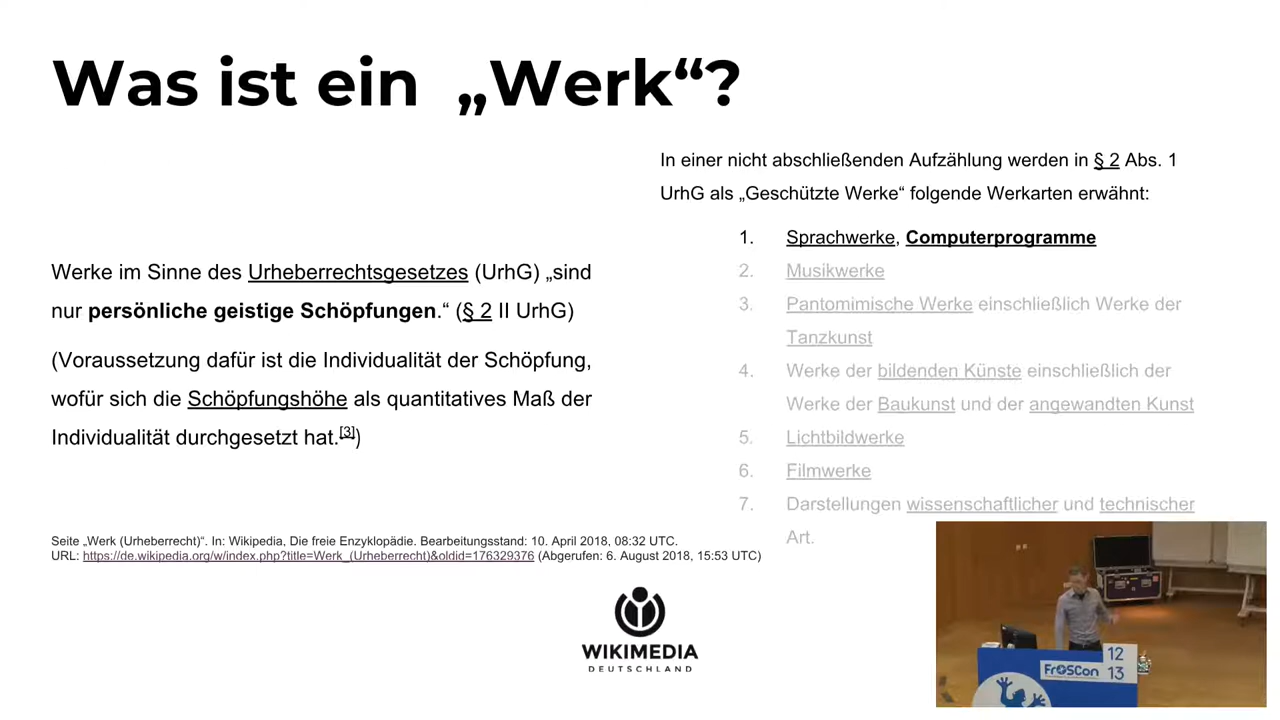 Was ist ein „Werk“?
Werke im Sinne des Urheberrechtsgesetzes (UrhG) „sind
nur persönliche geistige Schöpfungen.“ (§ 2 II UrhG)
(Voraussetzung dafür ist die Individualität der Schöpfung,
wofür sich die Schöpfungshöhe als quantitatives Maß der
Individualität durchgesetzt hat.[3])
In einer nicht abschließenden Aufzählung werden in § 2 Abs. 1
UrhG als „Geschützte Werke“ folgende Werkarten erwähnt:
1. Sprachwerke, Computerprogramme
2. Musikwerke
3. Pantomimische Werke einschließlich Werke der
Tanzkunst
4. Werke der bildenden Künste einschließlich der
Werke der Baukunst und der angewandten Kunst
5. Lichtbildwerke
6. Filmwerke
7. Darstellungen wissenschaftlicher und technischer
Art.
Seite „Werk (Urheberrecht)“. In: Wikipedia, Die freie Enzyklopädie. Bearbeitungsstand: 10. April 2018, 08:32 UTC.
URL: https://de.wikipedia.org/w/index.php?title=Werk_(Urheberrecht)&oldid=176329376 (Abgerufen: 6. August 2018, 15:53 UTC)
WIKIMEDIA
DEUTSCHLAND
FrOSCon
12
13